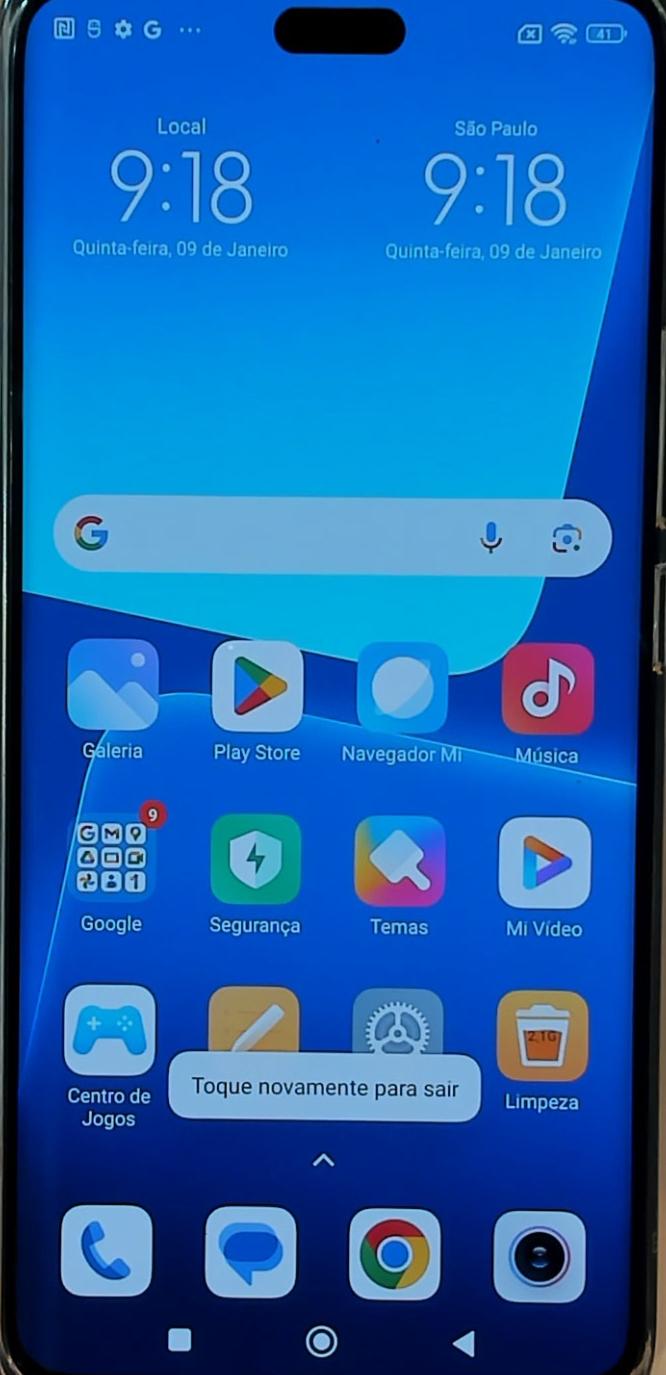 41
Local
São Paulo
9:18
9:18
Quinta-feira, 09 de Janeiro
Quinta-feira, 09 de Janeiro
Galeria
Play Store
Navegador Mi
Música
9
Google
Segurança
Temas
Mi Vídeo
2,1G
Centro de
Jogos
Toque novamente para sair
Limpeza